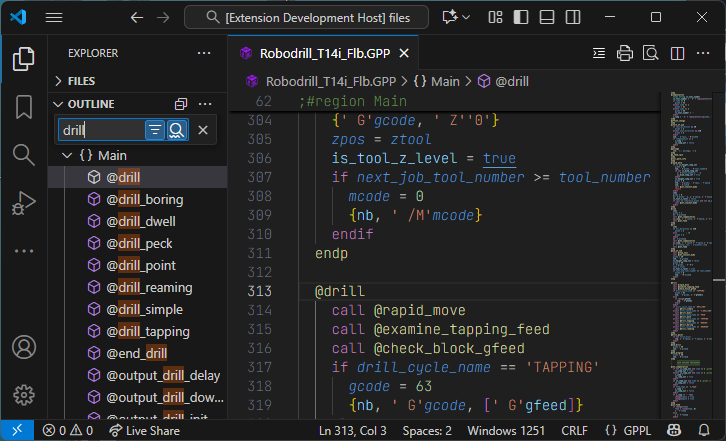 [Extension Development Host] files
EXPLORER
FILES
OUTLINE
drill
{} Main
@drill
@drill_boring
@drill_dwell
@drill_peck
@drill_point
@drill_reaming
@drill_simple
@drill_tapping
@end_drill
@output_drill_delay
@output_drill_dow...
@output_drill_init
Robodrill_T14i_Flb.GPP
Robodrill_T14i_Flb.GPP > {} Main > @drill
62 ;#region Main
304 {' G'gcode, ' Z''0'}
305 zpos = ztool
306 is_tool_z_level = true
307 if next_job_tool_number >= tool_number
308 mcode = 0
309 {nb, ' /M'mcode}
310 endif
311 endp
312
313 @drill
314 call @rapid_move
315 call @examine_tapping_feed
316 call @check_block_gfeed
317 if drill_cycle_name == 'TAPPING'
318 gcode = 63
319 {nb, ' G'gcode, [' G'gfeed]}
0 0 Live Share Ln 313, Col 3 Spaces: 2 Windows 1251 CRLF {} GPPL